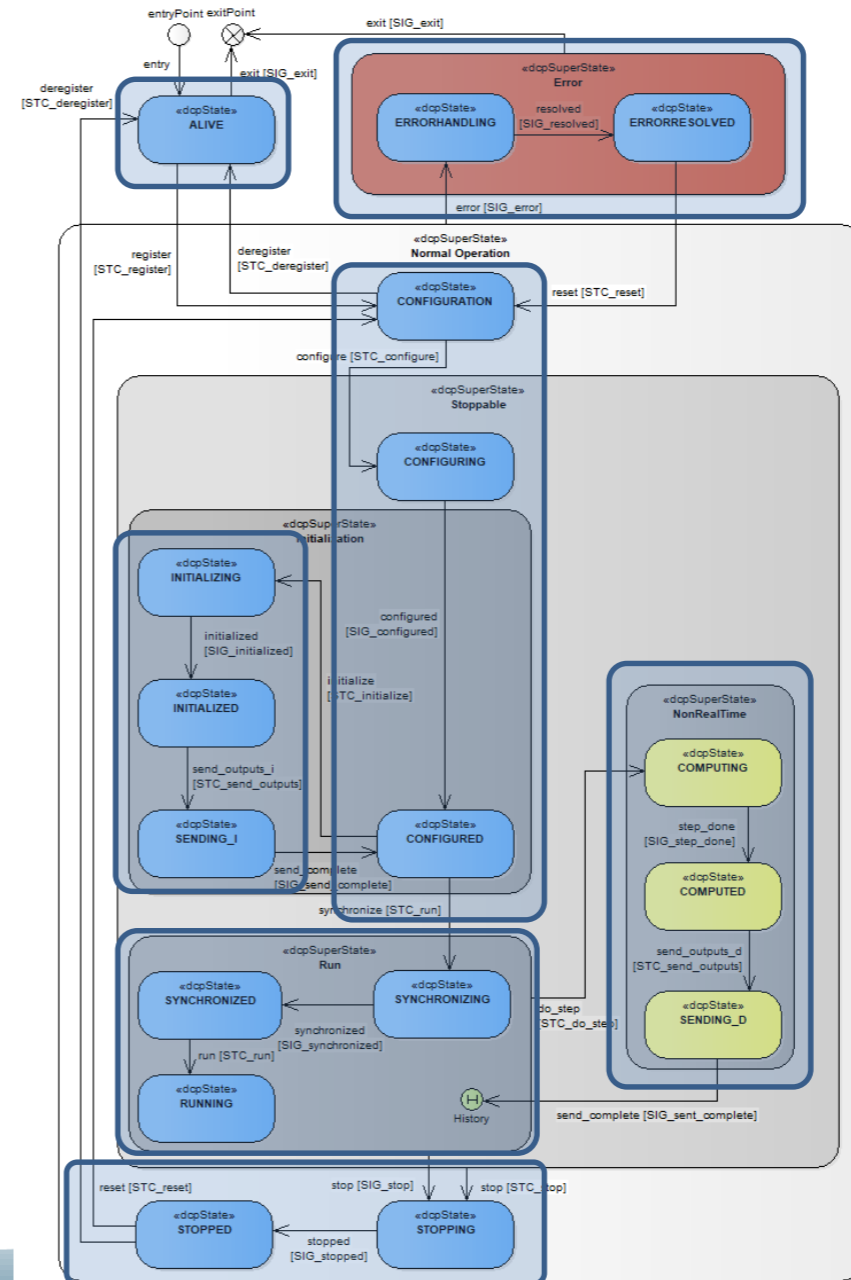 entryPoint exitPoint
exit [SIG_exit]
entry
exit [SIG_exit]
deregister
[STC_deregister]
«dcpState»
ALIVE
«dcpSuperState»
Error
«dcpState»
ERRORHANDLING
resolved
[SIG_resolved]
«dcpState»
ERRORRESOLVED
error [SIG_error]
register
[STC_register]
deregister
[STC_deregister]
«dcpSuperState»
Normal Operation
«dcpState»
CONFIGURATION
reset [STC_reset]
configure [STC_configure]
«dcpSuperState»
Stoppable
«dcpState»
CONFIGURING
«dcpSuperState»
Initialization
«dcpState»
INITIALIZING
configured
[SIG_configured]
initialized
[SIG_initialized]
initialize
[STC_initialize]
«dcpState»
INITIALIZED
«dcpSuperState»
NonRealTime
«dcpState»
COMPUTING
send_outputs_i
[STC_send_outputs]
«dcpState»
SENDING_I
«dcpState»
CONFIGURED
step_done
[SIG_step_done]
send_complete
[SIG_send_complete]
«dcpState»
COMPUTED
synchronize [STC_run]
«dcpSuperState»
Run
send_outputs_d
[STC_send_outputs]
«dcpState»
SYNCHRONIZED
«dcpState»
SYNCHRONIZING
«dcpState»
SENDING_D
do_step
[STC_do_step]
synchronized
[SIG_synchronized]
run [STC_run]
«dcpState»
RUNNING
H
History
send_complete [SIG_sent_complete]
reset [STC_reset]
stop [SIG_stop]
stop [STC_stop]
«dcpState»
STOPPED
stopped
[SIG_stopped]
«dcpState»
STOPPING